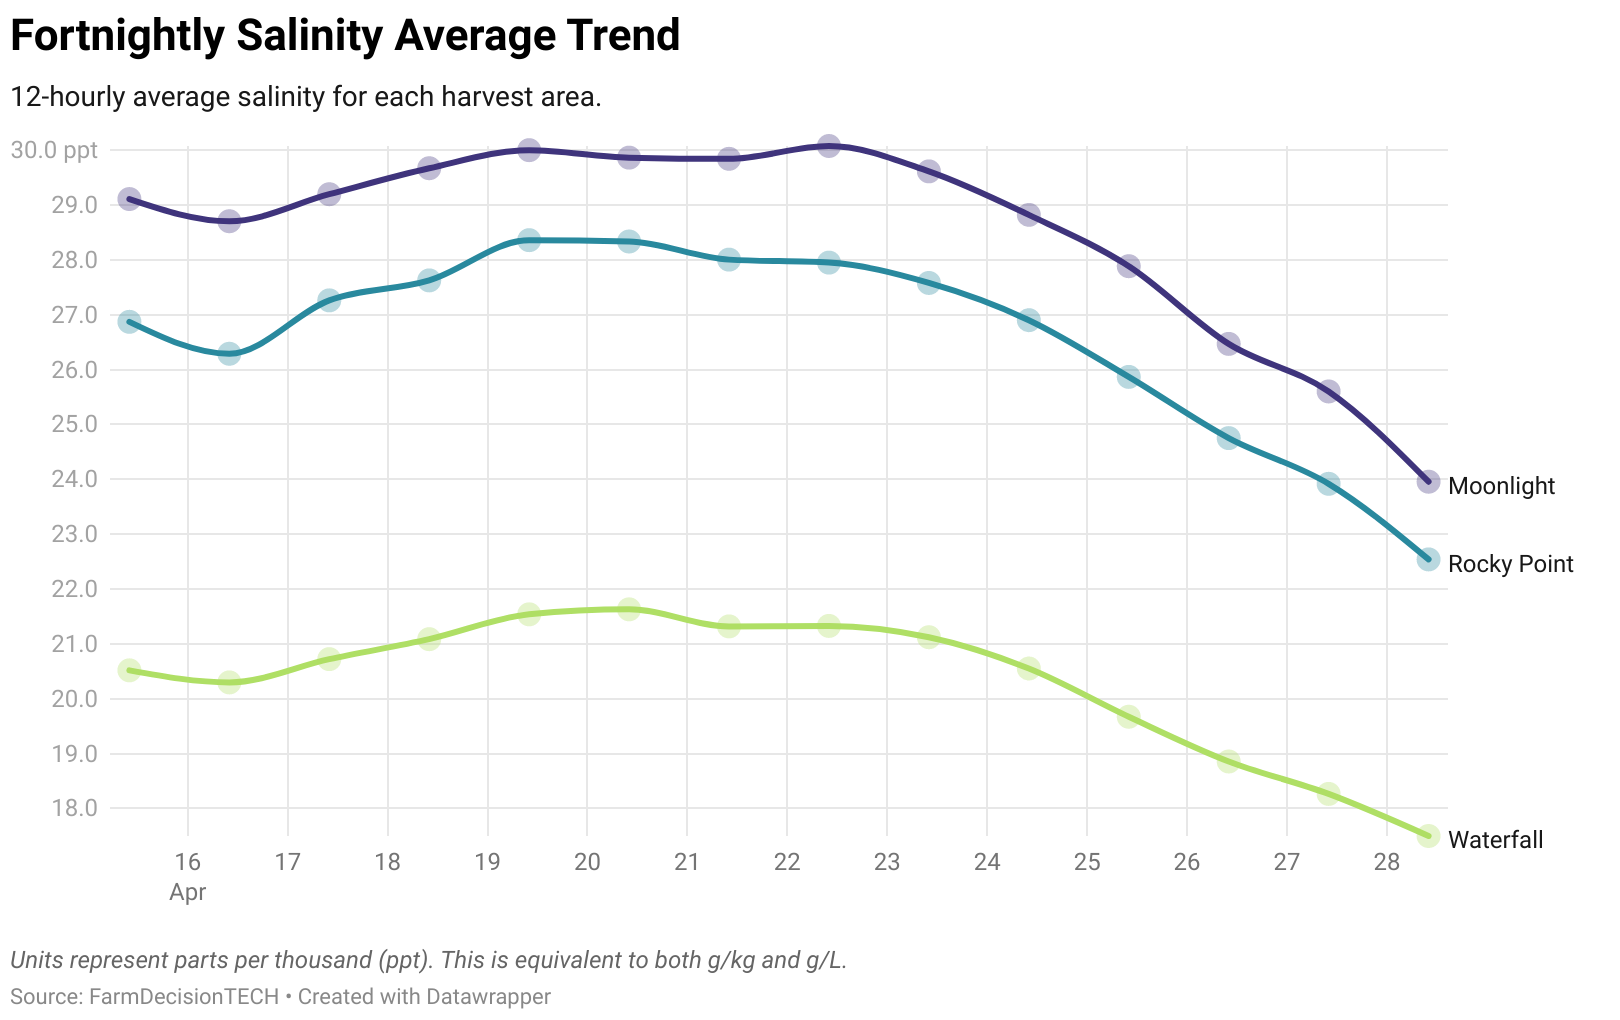 Fortnightly Salinity Average Trend
12-hourly average salinity for each harvest area.
30.0 ppt
29.0
28.0
27.0
26.0
25.0
24.0
23.0
22.0
21.0
20.0
19.0
18.0
Moonlight
Rocky Point
Waterfall
16 17 18 19 20 21 22 23 24 25 26 27 28
Apr
Units represent parts per thousand (ppt). This is equivalent to both g/kg and g/L.
Source: FarmDecisionTECH • Created with Datawrapper